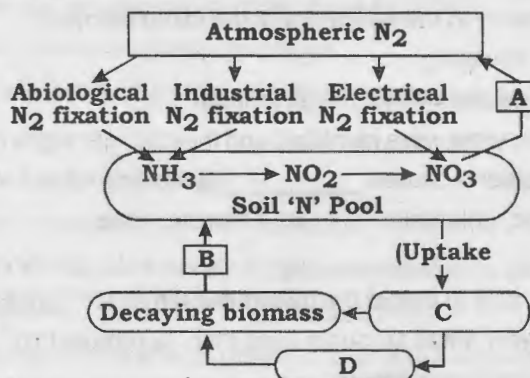 Atmospheric N2
Abiological Industrial Electrical
N2 fixation N2 fixation N2 fixation
A
NH3 NO2 NO3
Soil 'N' Pool
B
(Uptake
Decaying biomass C
D